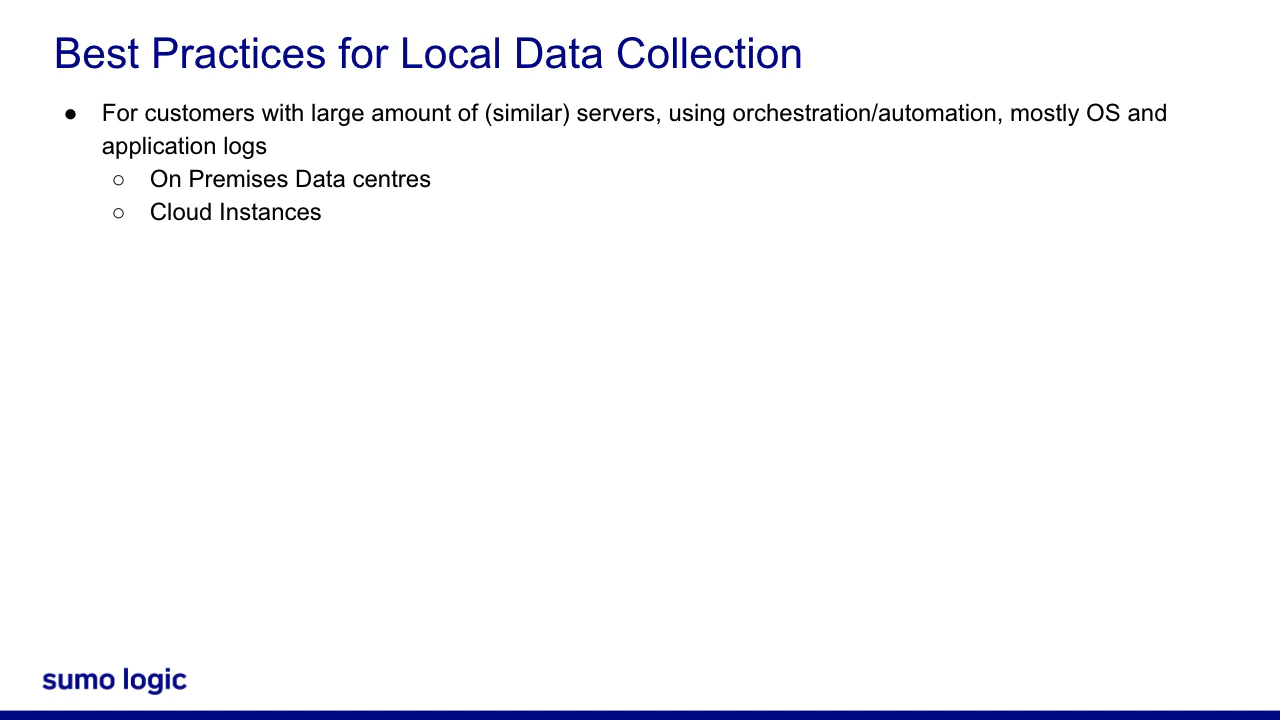 Best Practices for Local Data Collection
● For customers with large amount of (similar) servers, using orchestration/automation, mostly OS and
application logs
○ On Premises Data centres
○ Cloud Instances
sumo logic